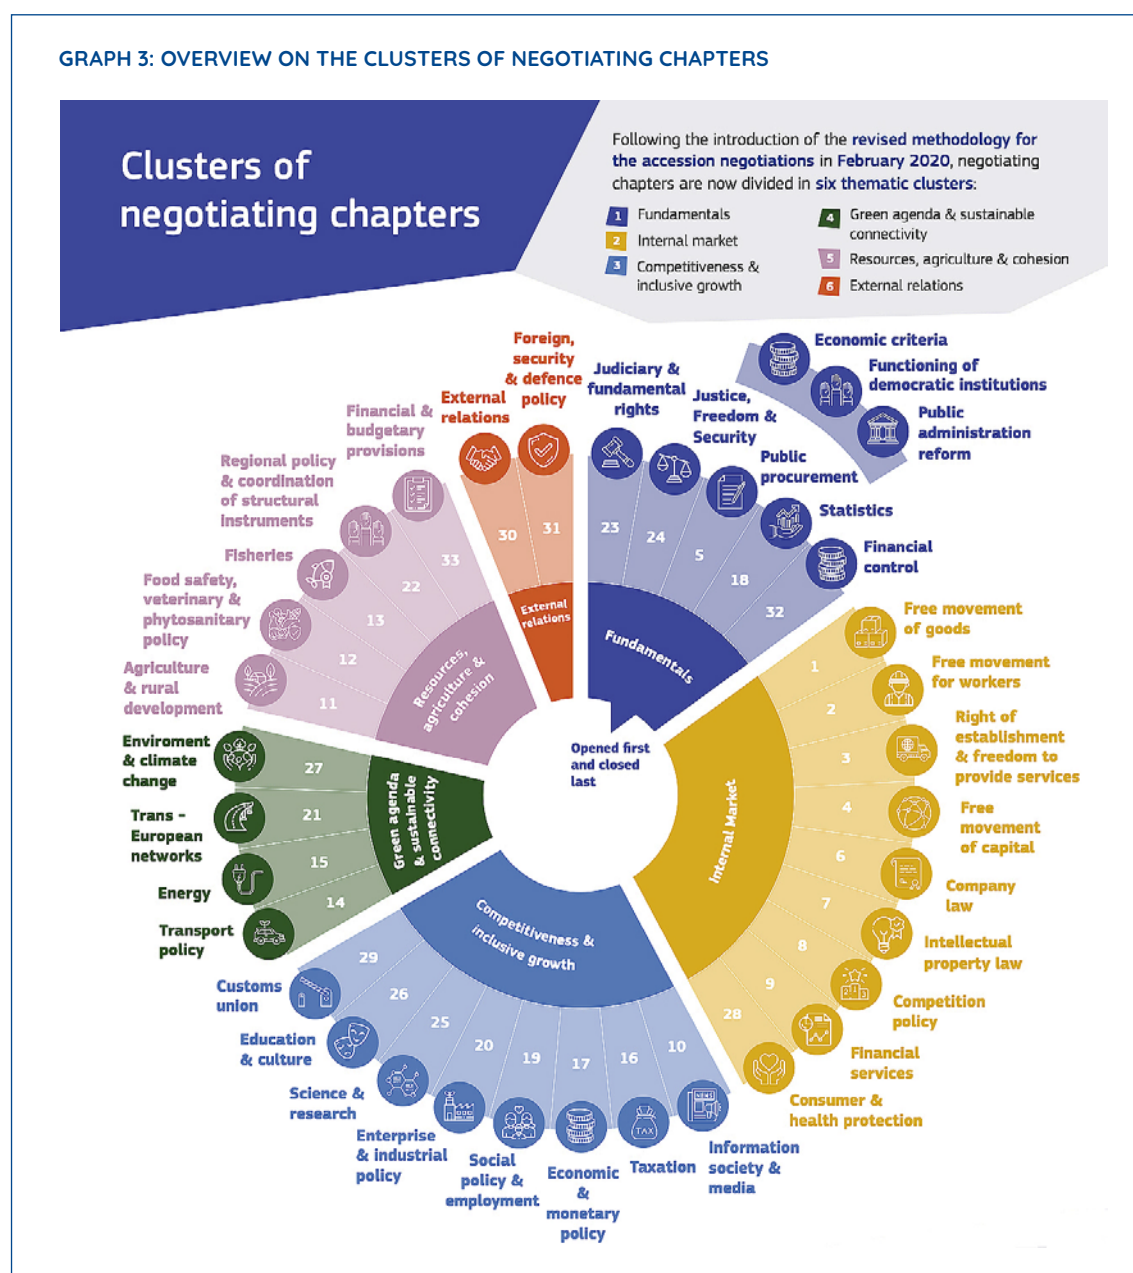 GRAPH 3: OVERVIEW ON THE CLUSTERS OF NEGOTIATING CHAPTERS
Clusters of
negotiating chapters
Following the introduction of the revised methodology for
the accession negotiations in February 2020, negotiating
chapters are now divided in six thematic clusters:
1 Fundamentals
2 Internal market
3 Competitiveness &
inclusive growth
4 Green agenda & sustainable
connectivity
5 Resources, agriculture & cohesion
6 External relations
Economic criteria
Functioning of
democratic institutions
Public
administration
reform
Judiciary &
fundamental
rights
Justice,
Freedom &
Security
Public
procurement
Statistics
Financial
control
23
24
5
18
32
Fundamentals
Opened first
and closed
last
Free movement
of goods
Free movement
for workers
Right of
establishment
& freedom to
provide services
Free
movement
of capital
Company
law
Intellectual
property law
Competition
policy
Financial
services
Consumer &
health protection
1
2
3
4
6
7
8
9
28
Internal Market
Information
society &
media
Taxation
TAX
Economic
&
monetary
policy
Social
policy &
employment
Enterprise
& industrial
policy
Science &
research
Education
& culture
Customs
union
10
16
17
19
20
25
26
29
Competitiveness &
inclusive growth
Transport
policy
Energy
Trans -
European
networks
Enviroment
& climate
change
14
15
21
27
Green agenda
& sustainable
connectivity
Agriculture
& rural
development
Food safety,
veterinary &
phytosanitary
policy
Fisheries
Regional policy
& coordination
of structural
instruments
Financial &
budgetary
provisions
11
12
13
22
33
Resources,
agriculture &
cohesion
External
relations
Foreign,
security
& defence
policy
30
31
External
relations